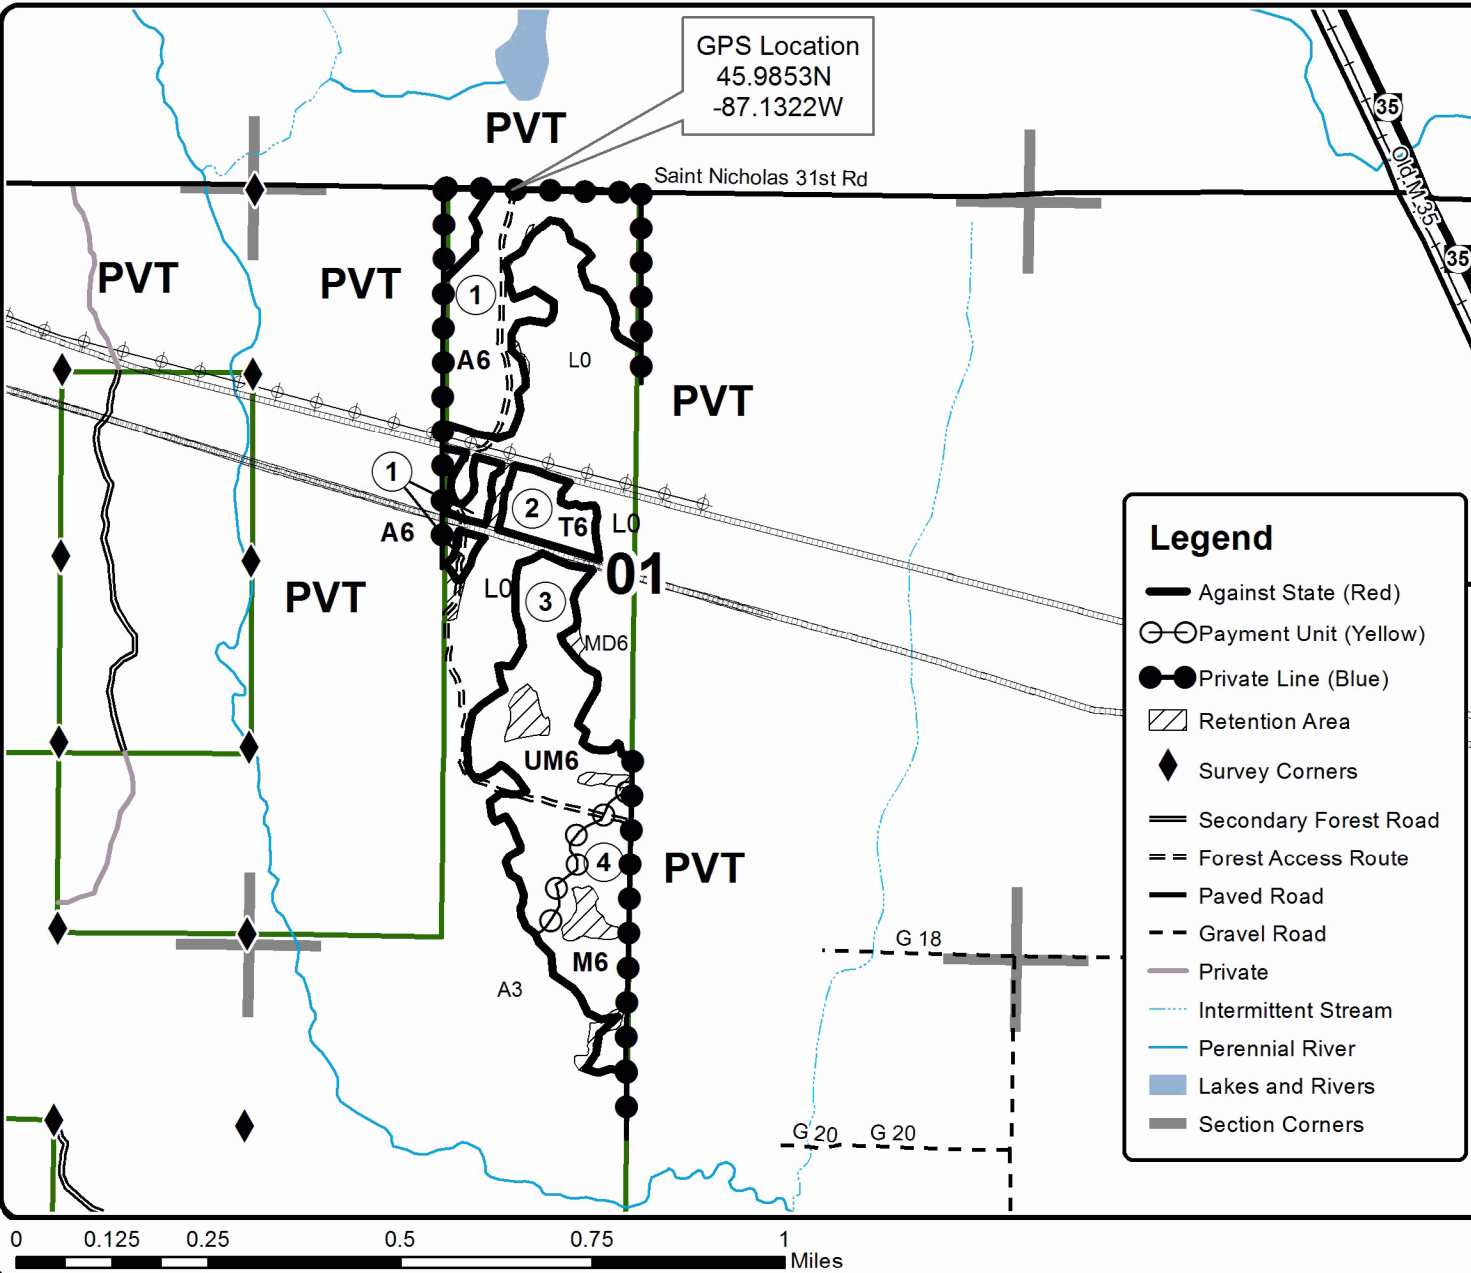 GPS Location
45.9853N
-87.1322W
PVT
35
Saint Nicholas 31st Rd
Old M 35
35
PVT
PVT
1
A6
L0
PVT
1
2
T6
L0
A6
01
PVT
L0
3
MD6
UM6
4
PVT
M6
A3
G 18
G 20
G 20
Legend
Against State (Red)
Payment Unit (Yellow)
Private Line (Blue)
Retention Area
Survey Corners
Secondary Forest Road
Forest Access Route
Paved Road
Gravel Road
Private
Intermittent Stream
Perennial River
Lakes and Rivers
Section Corners
0 0.125 0.25 0.5 0.75 1
Miles